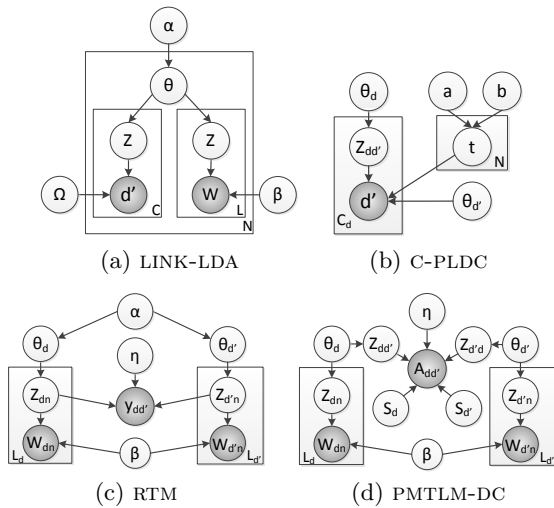 α
θ
Z Z
Ω d' W β
C L
N
(a) LINK-LDA
θd a b
Zdd' t
N
d' θd'
Cd
(b) C-PLDC
α
θd η θd'
Zdn ydd' Zd'n
Wdn β Wd'n
Ld Ld'
(c) RTM
η
θd Zdd' Add' Zd'd θd'
Zdn Sd Sd' Zd'n
Wdn β Wd'n
Ld Ld'
(d) PMTLM-DC